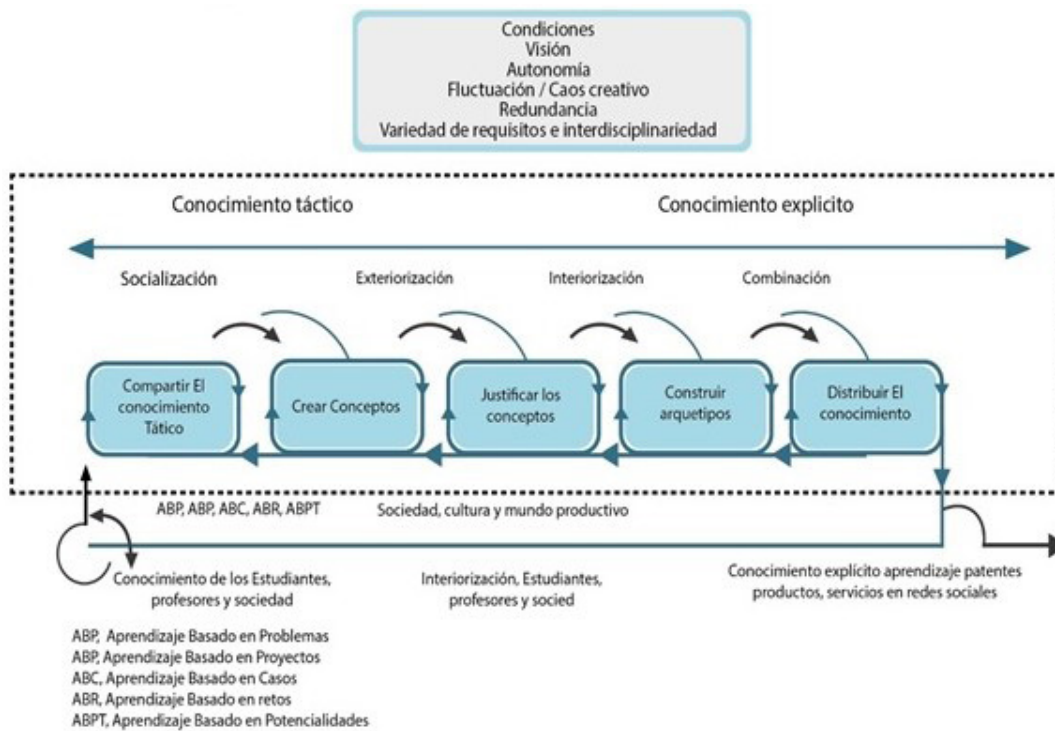 Condiciones
Visión
Autonomía
Fluctuación / Caos creativo
Redundancia
Variedad de requisitos e interdisciplinariedad
Conocimiento táctico
Conocimiento explicito
Socialización
Exteriorización
Interiorización
Combinación
Compartir El
conocimiento
Tático
Crear Conceptos
Justificar los
conceptos
Construir
arquetipos
Distribuir El
conocimiento
ABP, ABP, ABC, ABR, ABPT
Sociedad, cultura y mundo productivo
Conocimiento de los Estudiantes,
profesores y sociedad
Interiorización, Estudiantes,
profesores y socied
Conocimiento explícito aprendizaje patentes
productos, servicios en redes sociales
ABP, Aprendizaje Basado en Problemas
ABP, Aprendizaje Basado en Proyectos
ABC, Aprendizaje Basado en Casos
ABR, Aprendizaje Basado en retos
ABPT, Aprendizaje Basado en Potencialidades